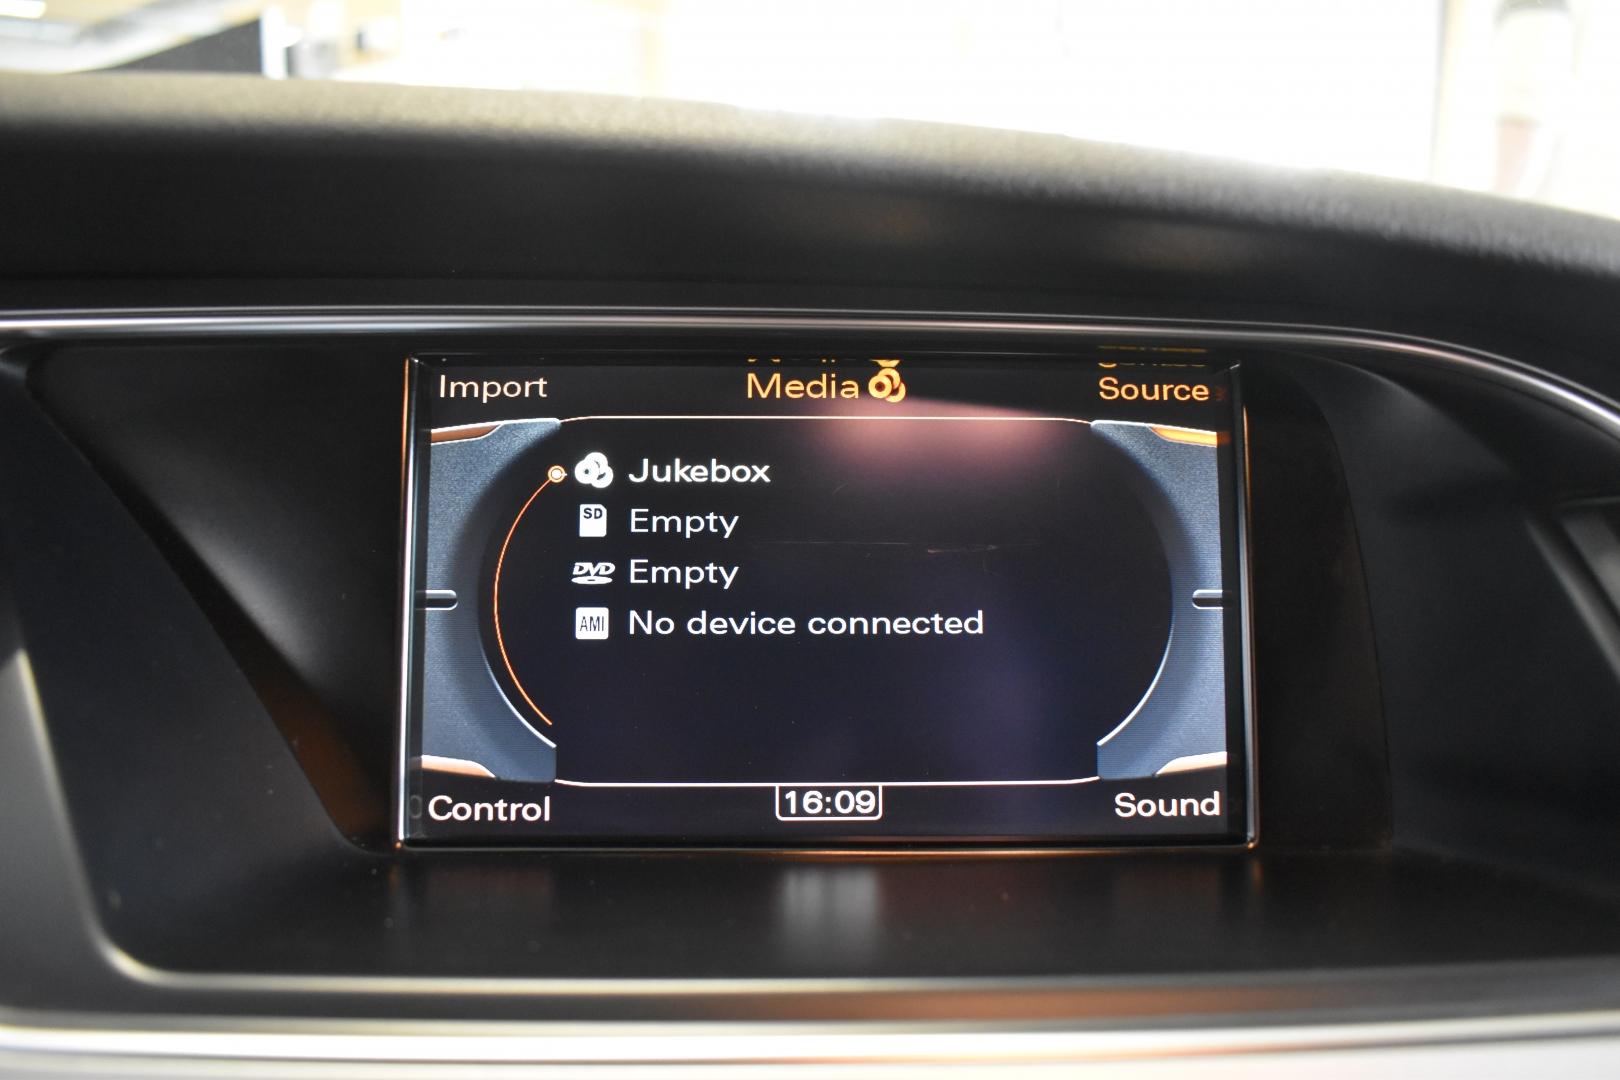 Import Media Source
Jukebox
SD Empty
DVD Empty
AMI No device connected
Control 16:09 Sound